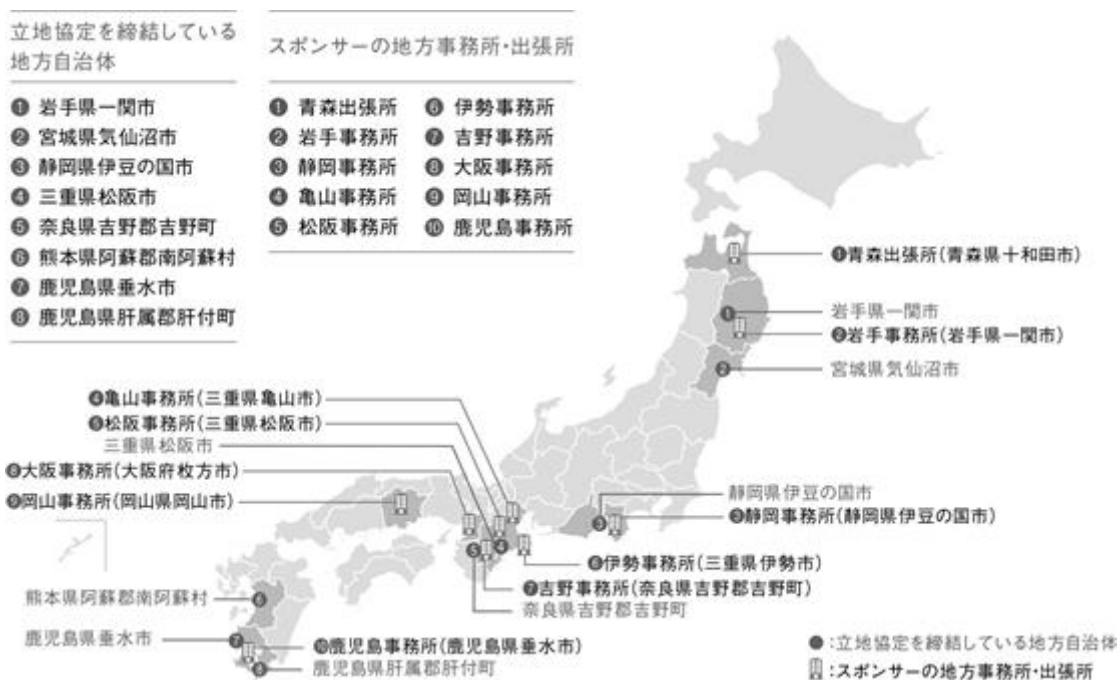 立地協定を締結している
地方自治体
❶ 岩手県一関市
❷ 宮城県気仙沼市
❸ 静岡県伊豆の国市
❹ 三重県松阪市
❺ 奈良県吉野郡吉野町
❻ 熊本県阿蘇郡南阿蘇村
❼ 鹿児島県垂水市
❽ 鹿児島県肝属郡肝付町
スポンサーの地方事務所・出張所
❶ 青森出張所
❷ 岩手事務所
❸ 静岡事務所
❹ 亀山事務所
❺ 松阪事務所
❻ 伊勢事務所
❼ 吉野事務所
❽ 大阪事務所
❾ 岡山事務所
❿ 鹿児島事務所
❶青森出張所(青森県十和田市)
岩手県一関市
❶
❷岩手事務所(岩手県一関市)
❷
宮城県気仙沼市
❹亀山事務所(三重県亀山市)
❺松阪事務所(三重県松阪市)
三重県松阪市
❽大阪事務所(大阪府枚方市)
❾岡山事務所(岡山県岡山市)
静岡県伊豆の国市
❸
❸静岡事務所(静岡県伊豆の国市)
❹
❺
❻伊勢事務所(三重県伊勢市)
❼吉野事務所(奈良県吉野郡吉野町)
奈良県吉野郡吉野町
熊本県阿蘇郡南阿蘇村
❻
鹿児島県垂水市
❼
❿鹿児島事務所(鹿児島県垂水市)
❽
鹿児島県肝属郡肝付町
●:立地協定を締結している地方自治体
:スポンサーの地方事務所・出張所